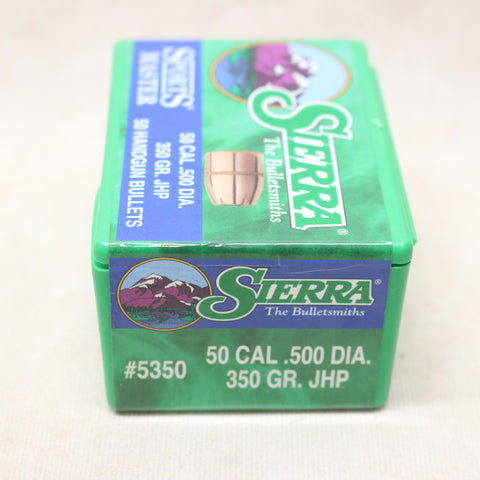 SIERRA®
The Bulletsmiths
SPORTS
MASTER
50 CAL .500 DIA.
350 GR. JHP
50 HANDGUN BULLETS
SIERRA®
The Bulletsmiths
#5350
50 CAL .500 DIA.
350 GR. JHP